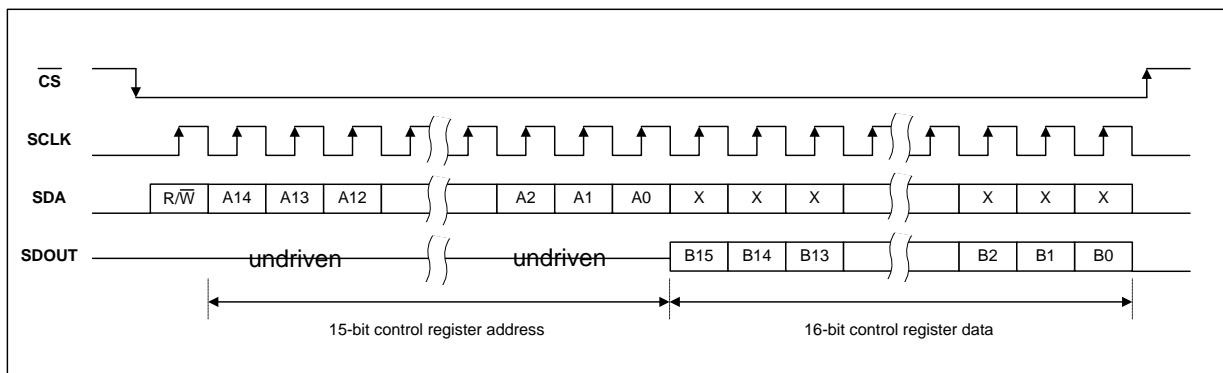 CS
SCLK
SDA R/W A14 A13 A12 A2 A1 A0 X X X X X X
SDOUT undriven undriven B15 B14 B13 B2 B1 B0
15-bit control register address 16-bit control register data